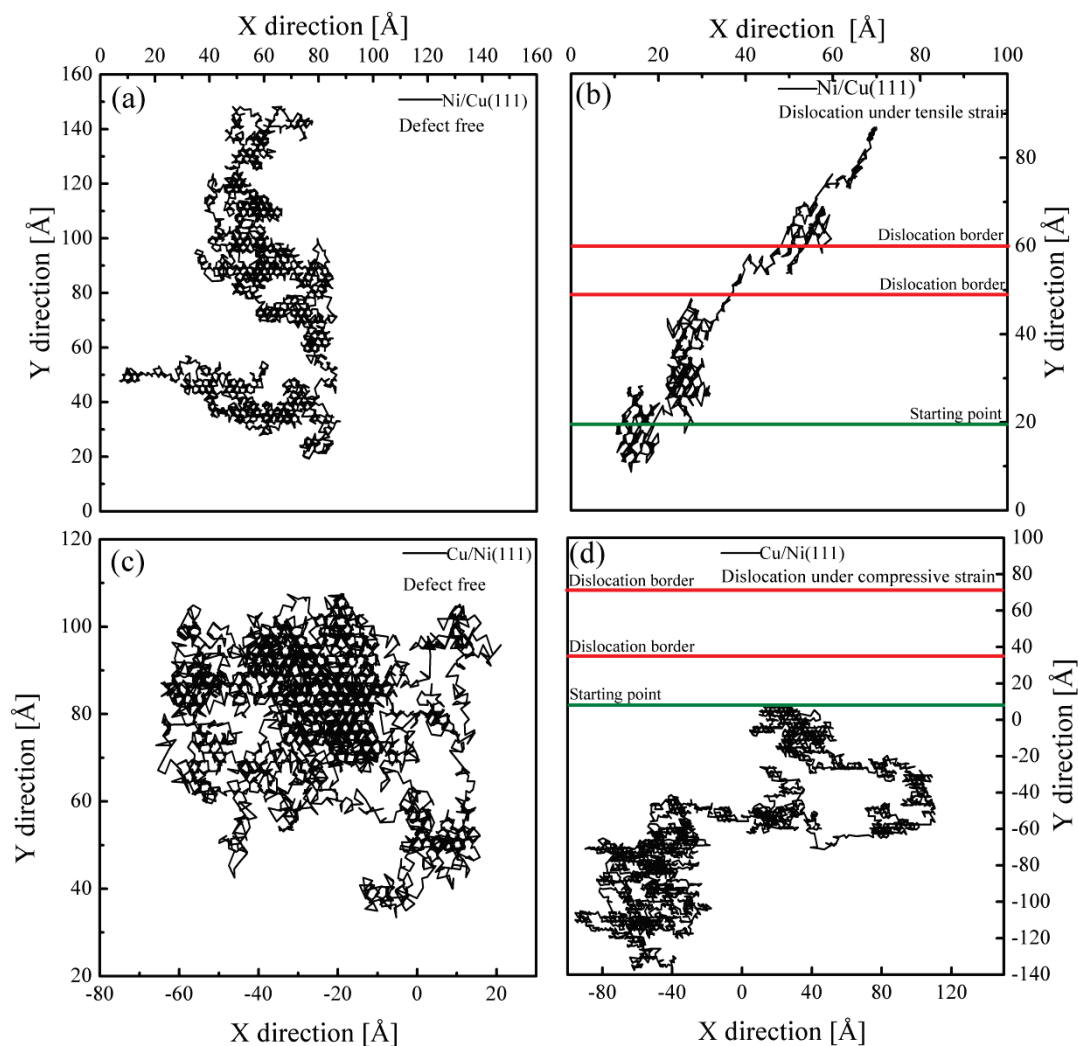 X direction [Å]
0 20 40 60 80 100 120 140 160
160
140
120
100
80
60
40
20
0
Y direction [Å]
(a)
Ni/Cu(111)
Defect free
X direction [Å]
0 20 40 60 80 100
(b)
Ni/Cu(111)
Dislocation under tensile strain
Dislocation border
Dislocation border
Starting point
80
60
40
20
0
Y direction [Å]
120
100
80
60
40
20
Y direction [Å]
(c)
Cu/Ni(111)
Defect free
-80 -60 -40 -20 0 20
X direction [Å]
(d)
Cu/Ni(111)
Dislocation under compressive strain
Dislocation border
Dislocation border
Starting point
100
80
60
40
20
0
-20
-40
-60
-80
-100
-120
-140
Y direction [Å]
-80 -40 0 40 80 120
X direction [Å]